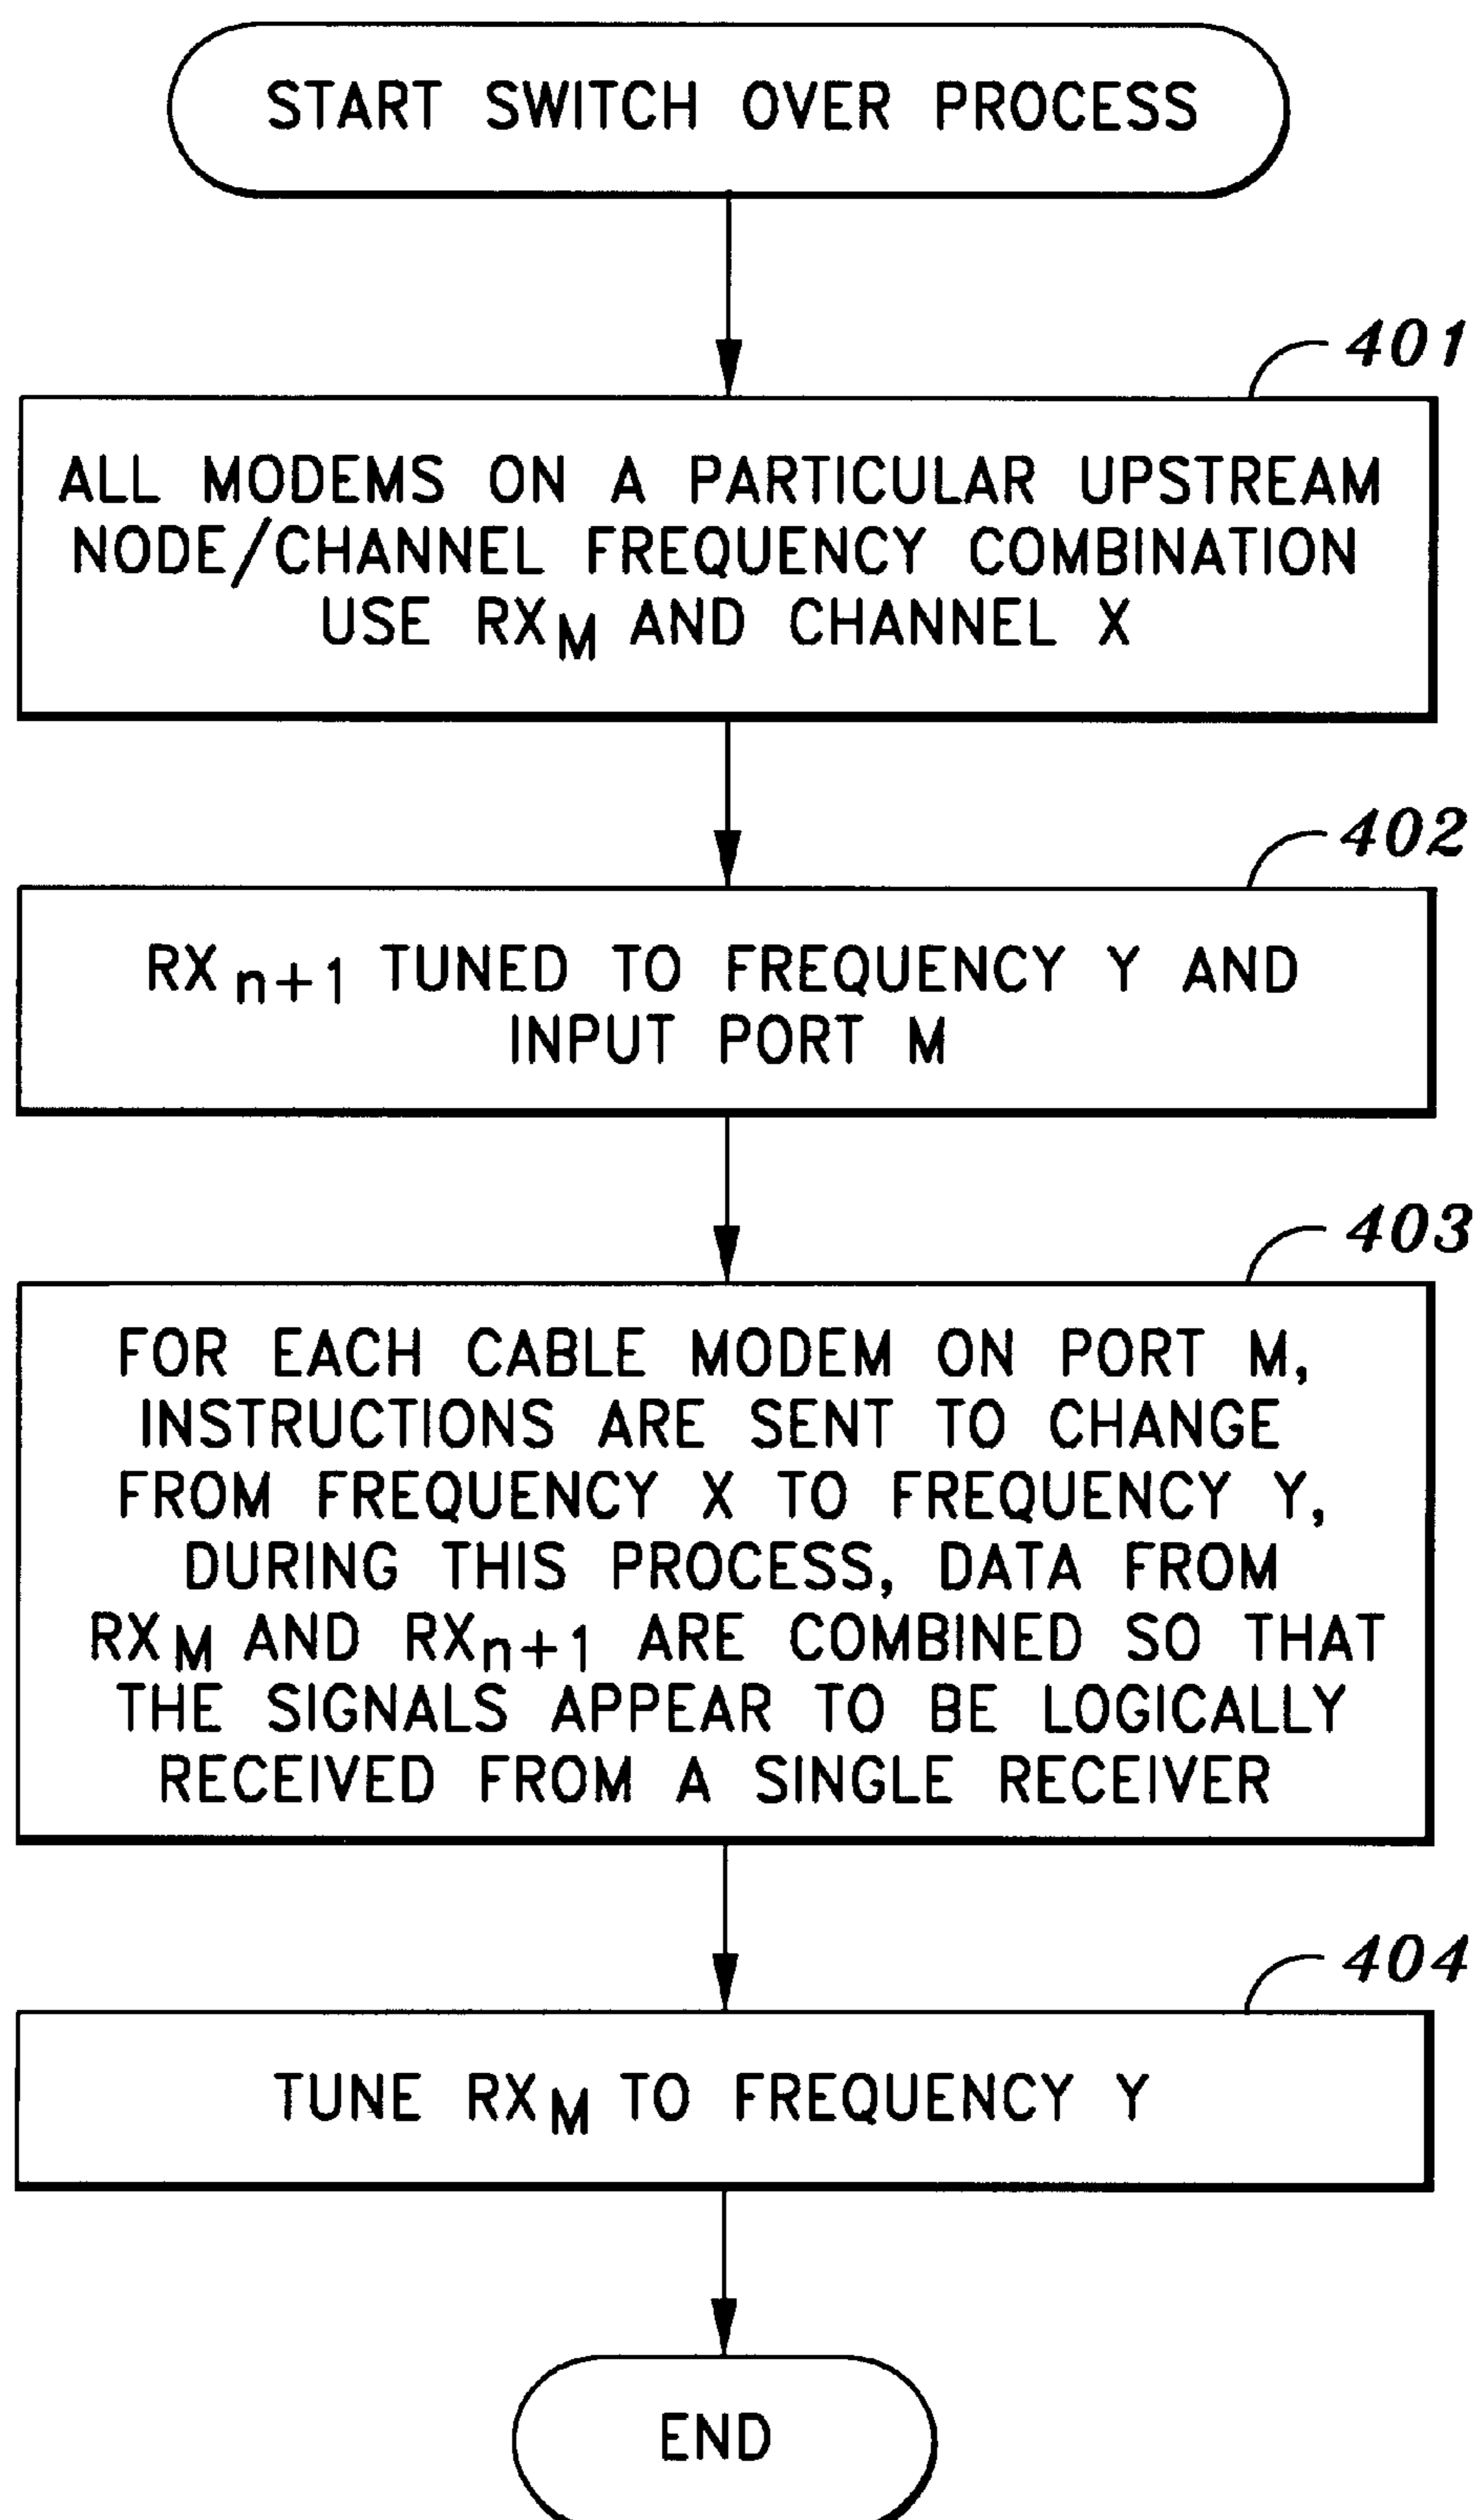 START SWITCH OVER PROCESS
401
ALL MODEMS ON A PARTICULAR UPSTREAM
NODE/CHANNEL FREQUENCY COMBINATION
USE RXM AND CHANNEL X
402
RX n+1 TUNED TO FREQUENCY Y AND
INPUT PORT M
403
FOR EACH CABLE MODEM ON PORT M,
INSTRUCTIONS ARE SENT TO CHANGE
FROM FREQUENCY X TO FREQUENCY Y,
DURING THIS PROCESS, DATA FROM
RXM AND RXn+1 ARE COMBINED SO THAT
THE SIGNALS APPEAR TO BE LOGICALLY
RECEIVED FROM A SINGLE RECEIVER
404
TUNE RXM TO FREQUENCY Y
END